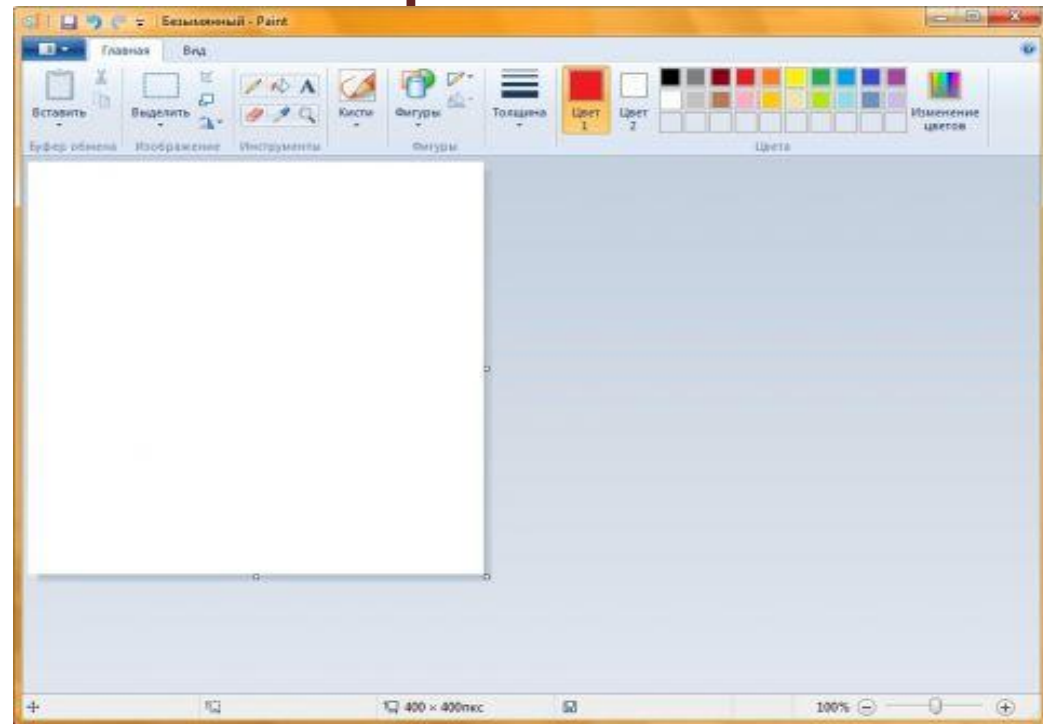 Безымянный - Paint
Главная Вид
Вставить Выделить Кисти Фигуры Толщина Цвет 1 Цвет 2 Изменение цветов
Буфер обмена Изображение Инструменты Фигуры Цвета
400 × 400пкс 100%